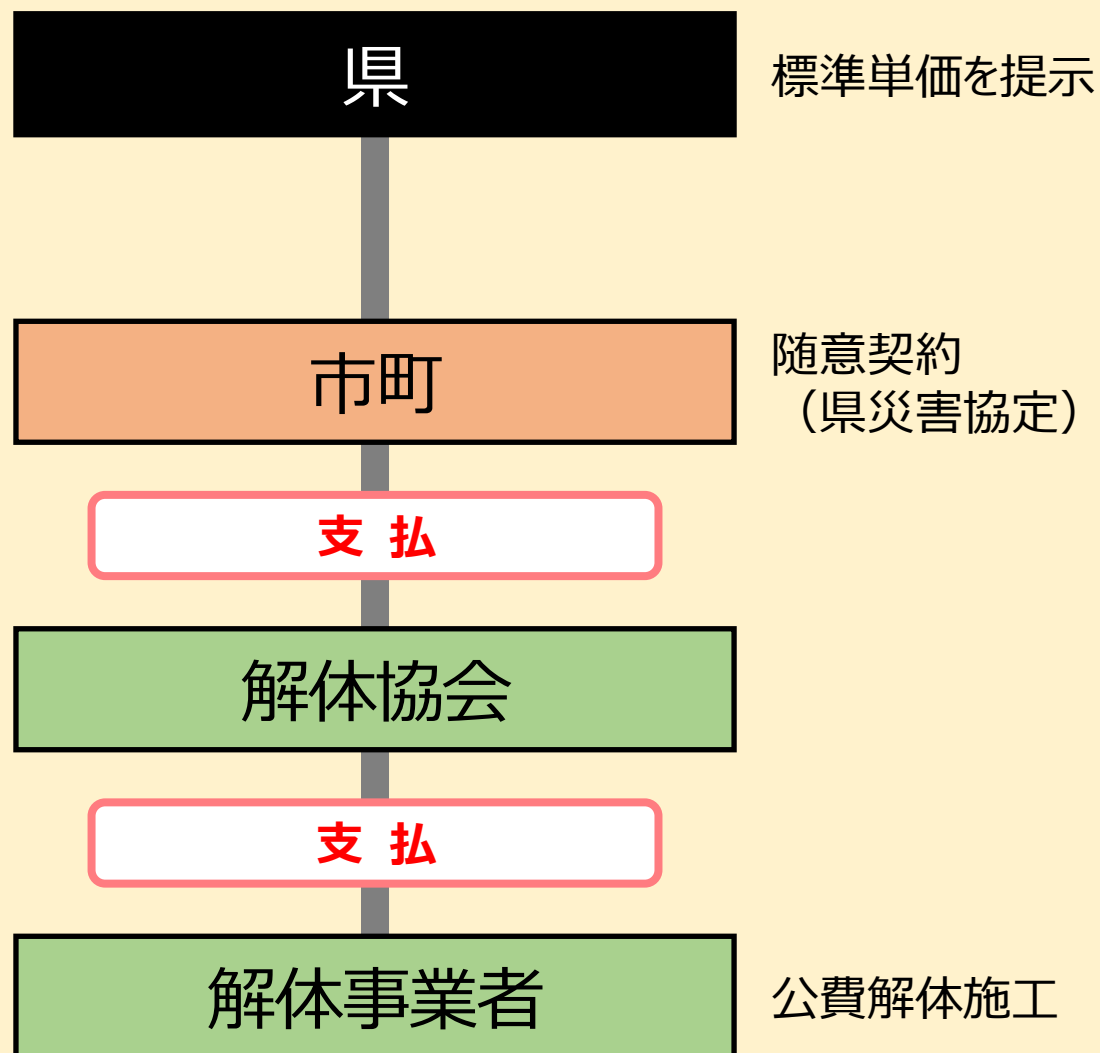 県
標準単価を提示
市町
随意契約
（県災害協定）
支 払
解体協会
支 払
解体事業者
公費解体施工